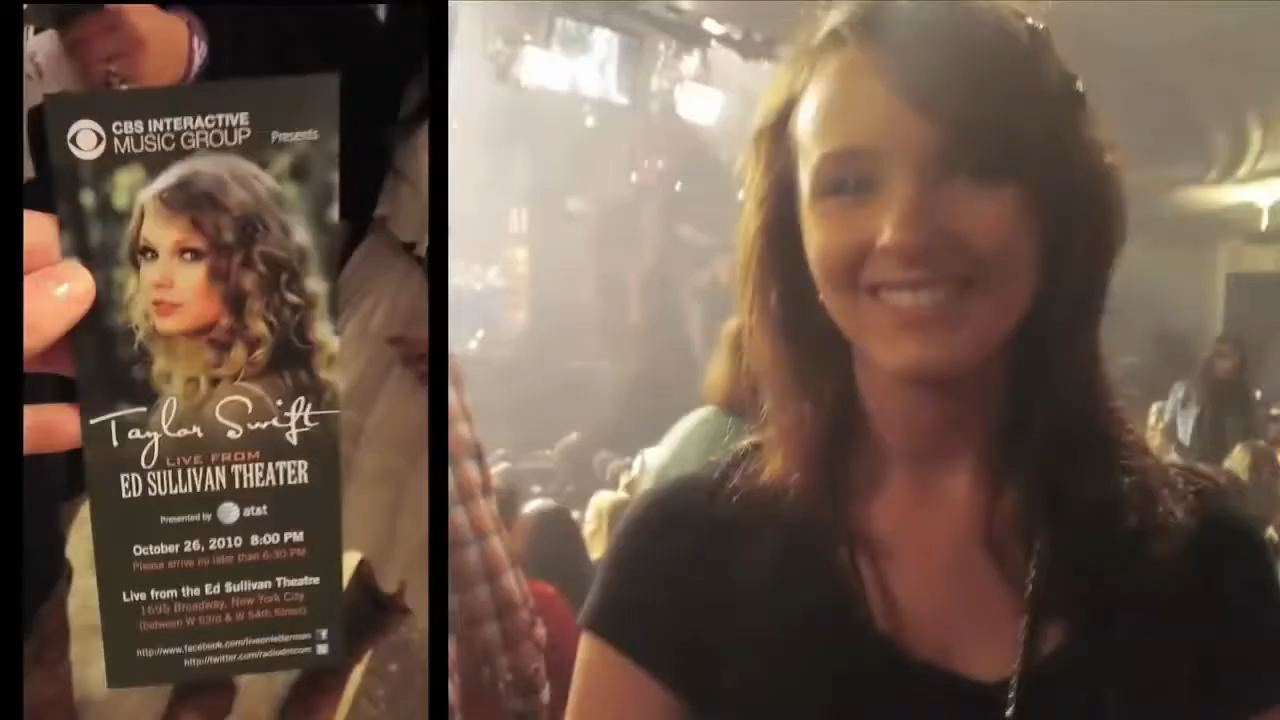 CBS INTERACTIVE
MUSIC GROUP Presents
Taylor Swift
LIVE FROM
ED SULLIVAN THEATER
Presented by at&t
October 26, 2010 8:00 PM
Please arrive no later than 6:30 PM
Live from the Ed Sullivan Theatre
1695 Broadway, New York City
(between W 53rd & W 54th Street)
http://www.facebook.com/liveonletterman
http://twitter.com/radiodotcom